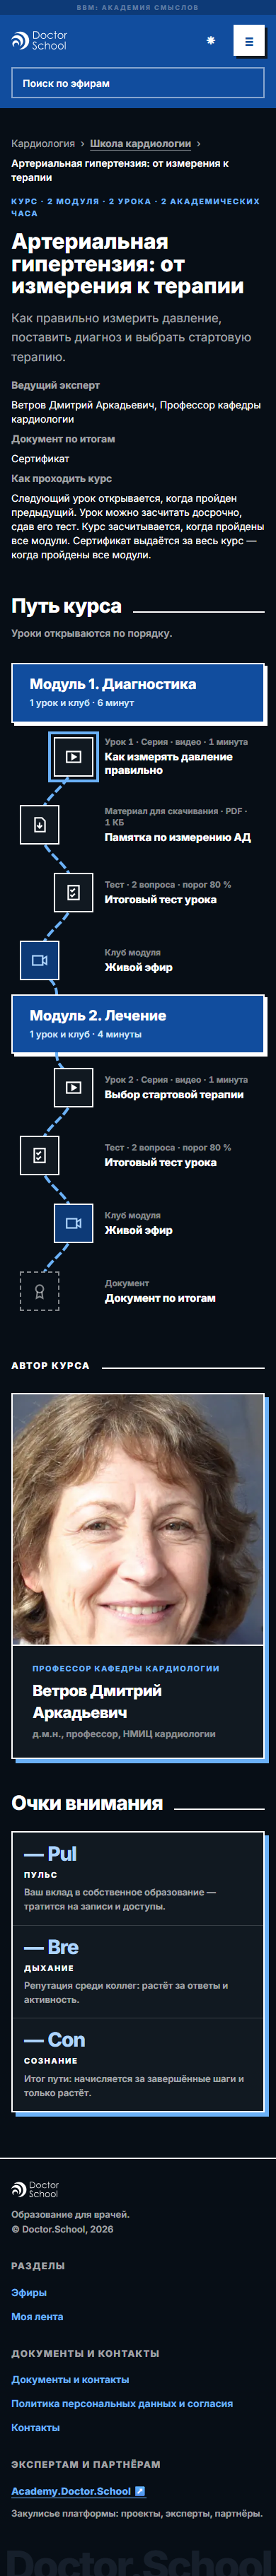 ВВМ: АКАДЕМИЯ СМЫСЛОВ
Doctor
School
Поиск по эфирам
Кардиология › Школа кардиологии ›
Артериальная гипертензия: от измерения к
терапии
КУРС · 2 МОДУЛЯ · 2 УРОКА · 2 АКАДЕМИЧЕСКИХ
ЧАСА
Артериальная
гипертензия: от
измерения к терапии
Как правильно измерить давление,
поставить диагноз и выбрать стартовую
терапию.
Ведущий эксперт
Ветров Дмитрий Аркадьевич, Профессор кафедры
кардиологии
Документ по итогам
Сертификат
Как проходить курс
Следующий урок открывается, когда пройден
предыдущий. Урок можно засчитать досрочно,
сдав его тест. Курс засчитывается, когда пройдены
все модули. Сертификат выдаётся за весь курс —
когда пройдены все модули.
Путь курса
Уроки открываются по порядку.
Модуль 1. Диагностика
1 урок и клуб · 6 минут
Урок 1 · Серия · видео · 1 минута
Как измерять давление
правильно
Материал для скачивания · PDF ·
1 КБ
Памятка по измерению АД
Тест · 2 вопроса · порог 80 %
Итоговый тест урока
Клуб модуля
Живой эфир
Модуль 2. Лечение
1 урок и клуб · 4 минуты
Урок 2 · Серия · видео · 1 минута
Выбор стартовой терапии
Тест · 2 вопроса · порог 80 %
Итоговый тест урока
Клуб модуля
Живой эфир
Документ
Документ по итогам
АВТОР КУРСА
ПРОФЕССОР КАФЕДРЫ КАРДИОЛОГИИ
Ветров Дмитрий
Аркадьевич
д.м.н., профессор, НМИЦ кардиологии
Очки внимания
— Pul
ПУЛЬС
Ваш вклад в собственное образование —
тратится на записи и доступы.
— Bre
ДЫХАНИЕ
Репутация среди коллег: растёт за ответы и
активность.
— Con
СОЗНАНИЕ
Итог пути: начисляется за завершённые шаги и
только растёт.
Doctor
School
Образование для врачей.
© Doctor.School, 2026
РАЗДЕЛЫ
Эфиры
Моя лента
ДОКУМЕНТЫ И КОНТАКТЫ
Документы и контакты
Политика персональных данных и согласия
Контакты
ЭКСПЕРТАМ И ПАРТНЁРАМ
Academy.Doctor.School ↗
Закулисье платформы: проекты, эксперты, партнёры.
Doctor.School